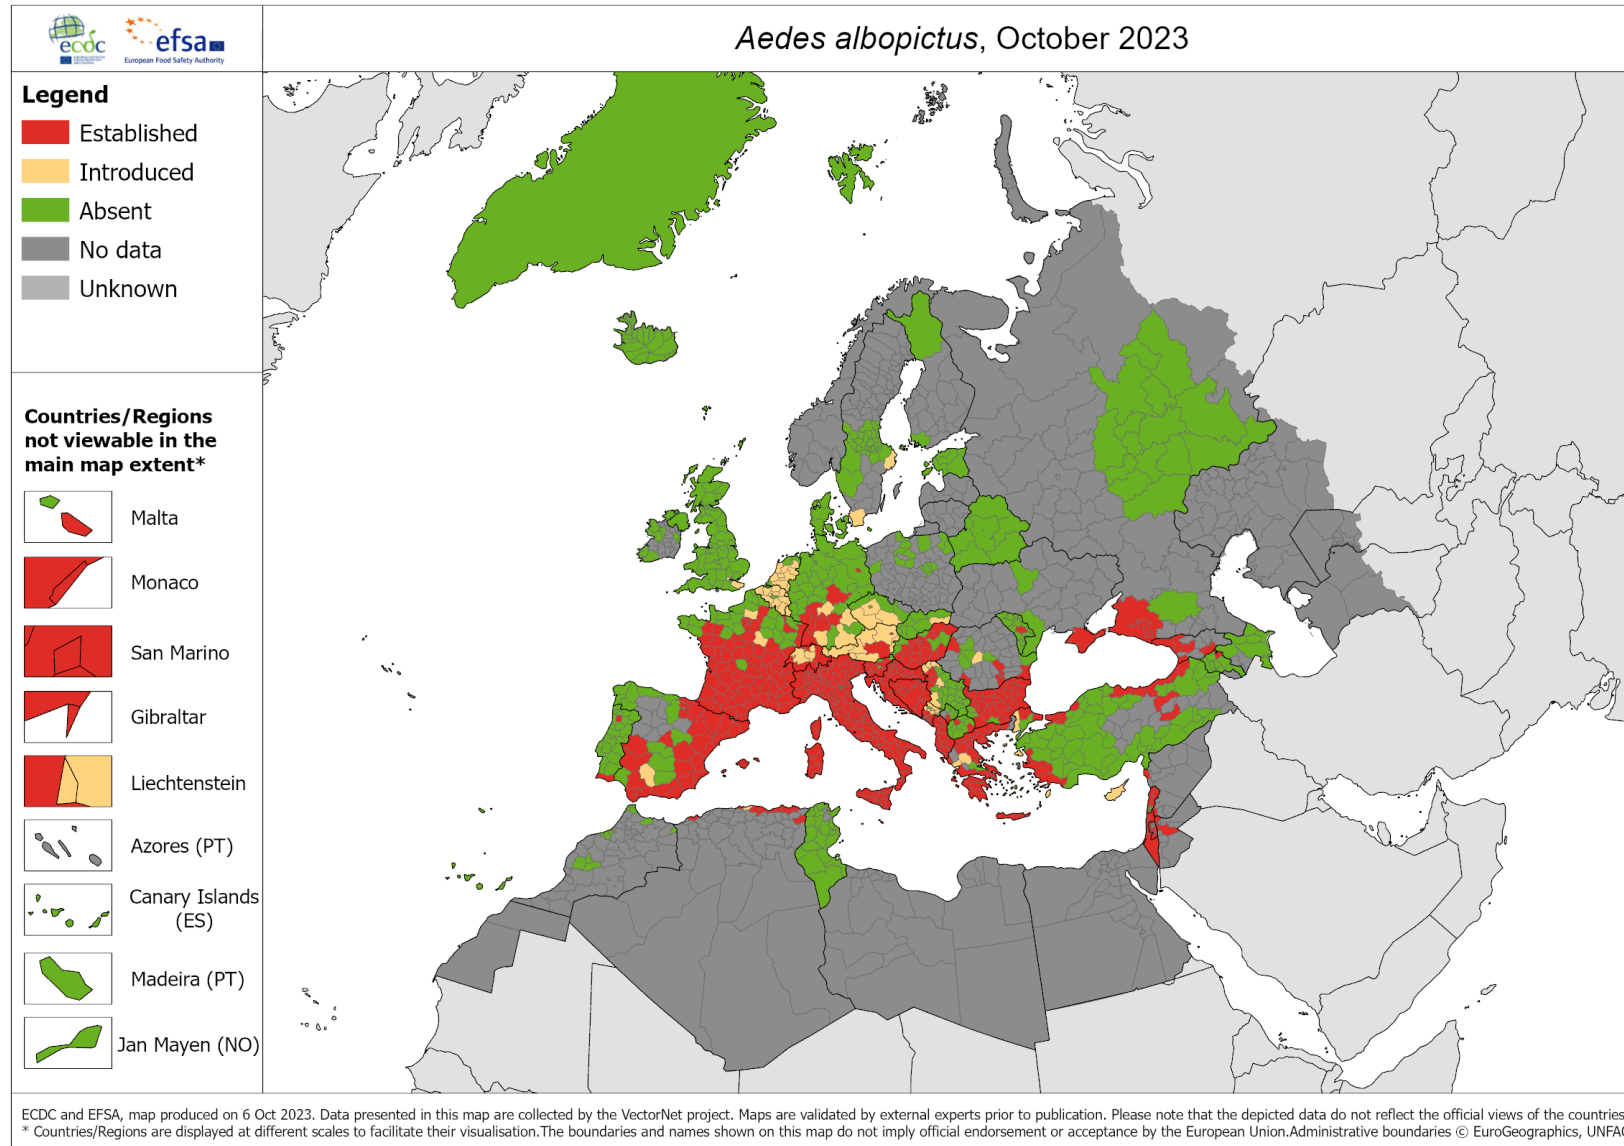 ecdc
efsa
European Food Safety Authority
Aedes albopictus, October 2023
Legend
Established
Introduced
Absent
No data
Unknown
Countries/Regions
not viewable in the
main map extent*
Malta
Monaco
San Marino
Gibraltar
Liechtenstein
Azores (PT)
Canary Islands
(ES)
Madeira (PT)
Jan Mayen (NO)
ECDC and EFSA, map produced on 6 Oct 2023. Data presented in this map are collected by the VectorNet project. Maps are validated by external experts prior to publication. Please note that the depicted data do not reflect the official views of the countries
* Countries/Regions are displayed at different scales to facilitate their visualisation.The boundaries and names shown on this map do not imply official endorsement or acceptance by the European Union.Administrative boundaries © EuroGeographics,